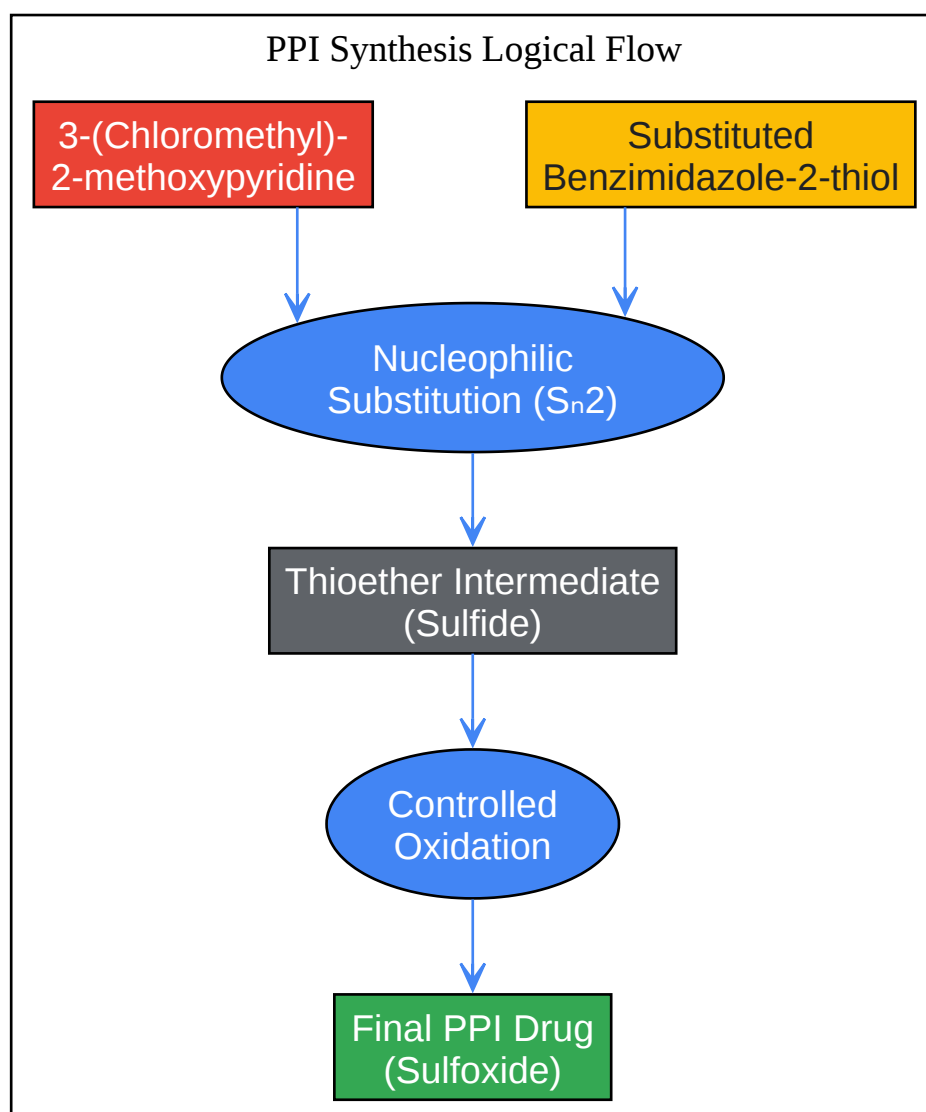 PPI Synthesis Logical Flow
3-(Chloromethyl)-
2-methoxypyridine
Substituted
Benzimidazole-2-thiol
Nucleophilic
Substitution (Sₙ2)
Thioether Intermediate
(Sulfide)
Controlled
Oxidation
Final PPI Drug
(Sulfoxide)